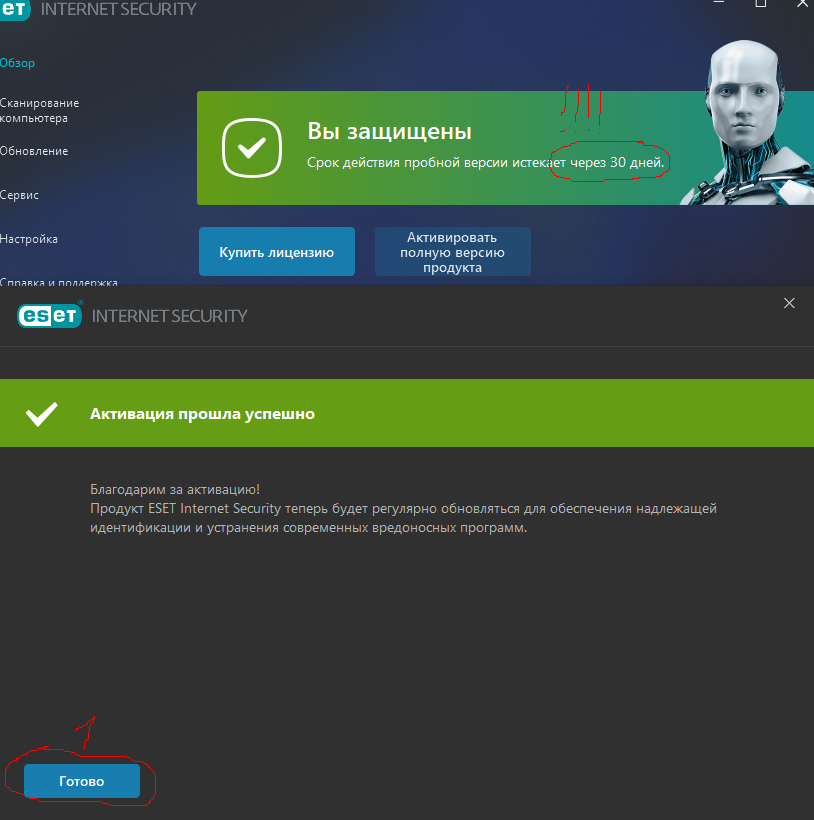 ET INTERNET SECURITY
Обзор
Сканирование
компьютера
Обновление
Сервис
Настройка
Справка и поддержка
Вы защищены
Срок действия пробной версии истекает через 30 дней.
Купить лицензию
Активировать
полную версию
продукта
eseT® INTERNET SECURITY
Активация прошла успешно
Благодарим за активацию!
Продукт ESET Internet Security теперь будет регулярно обновляться для обеспечения надлежащей
идентификации и устранения современных вредоносных программ.
1
Готово